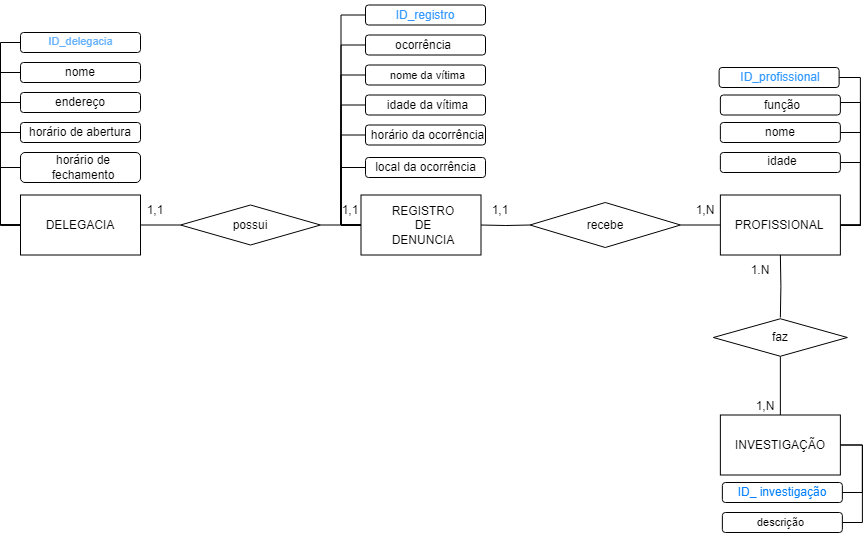 ID_delegacia
nome
endereço
horário de abertura
horário de
fechamento
ID_registro
ocorrência
nome da vítima
idade da vítima
horário da ocorrência
local da ocorrência
ID_profissional
função
nome
idade
DELEGACIA
1,1
possui
1,1
REGISTRO
DE
DENUNCIA
1,1
recebe
1,N
PROFISSIONAL
1.N
faz
1,N
INVESTIGAÇÃO
ID_ investigação
descrição